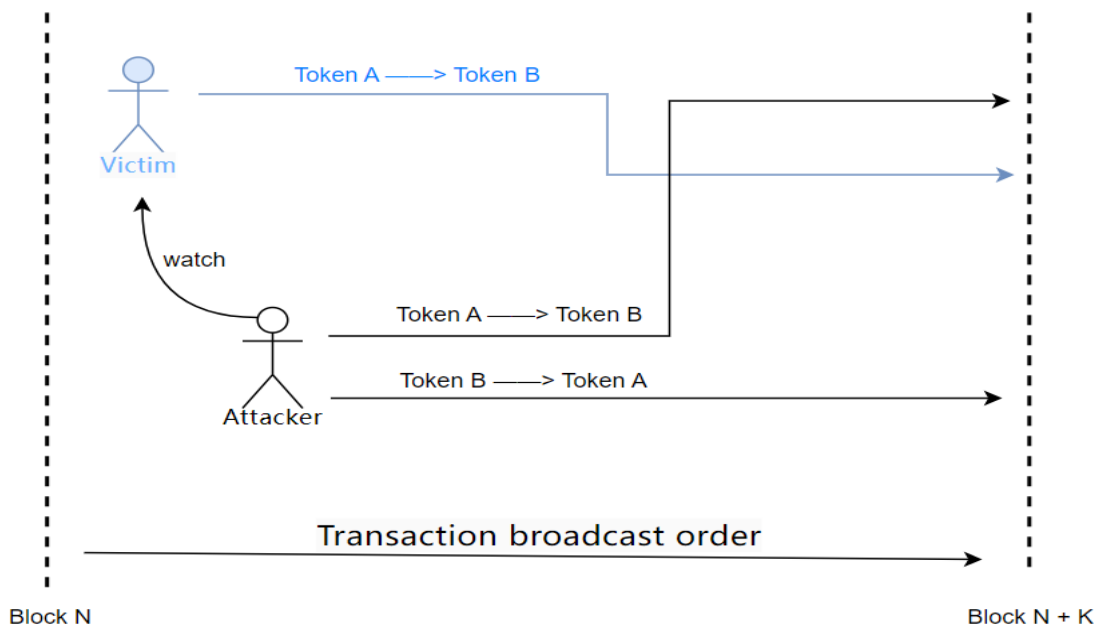 Token A ——> Token B
Victim
watch
Token A ——> Token B
Token B ——> Token A
Attacker
Transaction broadcast order
Block N
Block N + K